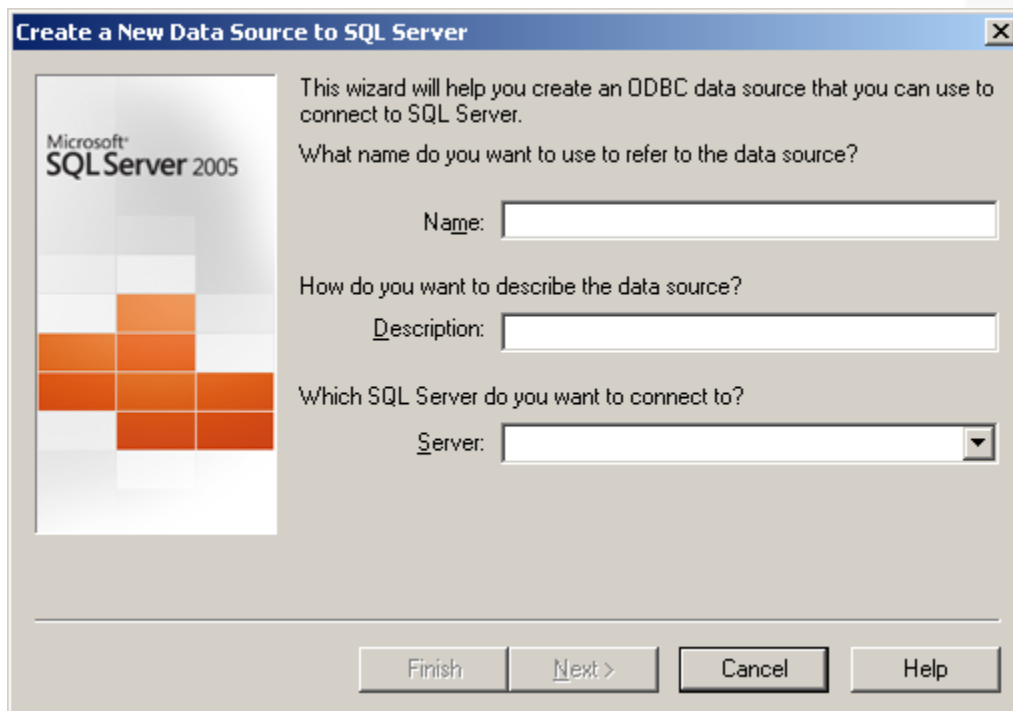 Create a New Data Source to SQL Server
Microsoft
SQL Server 2005
This wizard will help you create an ODBC data source that you can use to
connect to SQL Server.
What name do you want to use to refer to the data source?
Name:
How do you want to describe the data source?
Description:
Which SQL Server do you want to connect to?
Server:
Finish
Next >
Cancel
Help